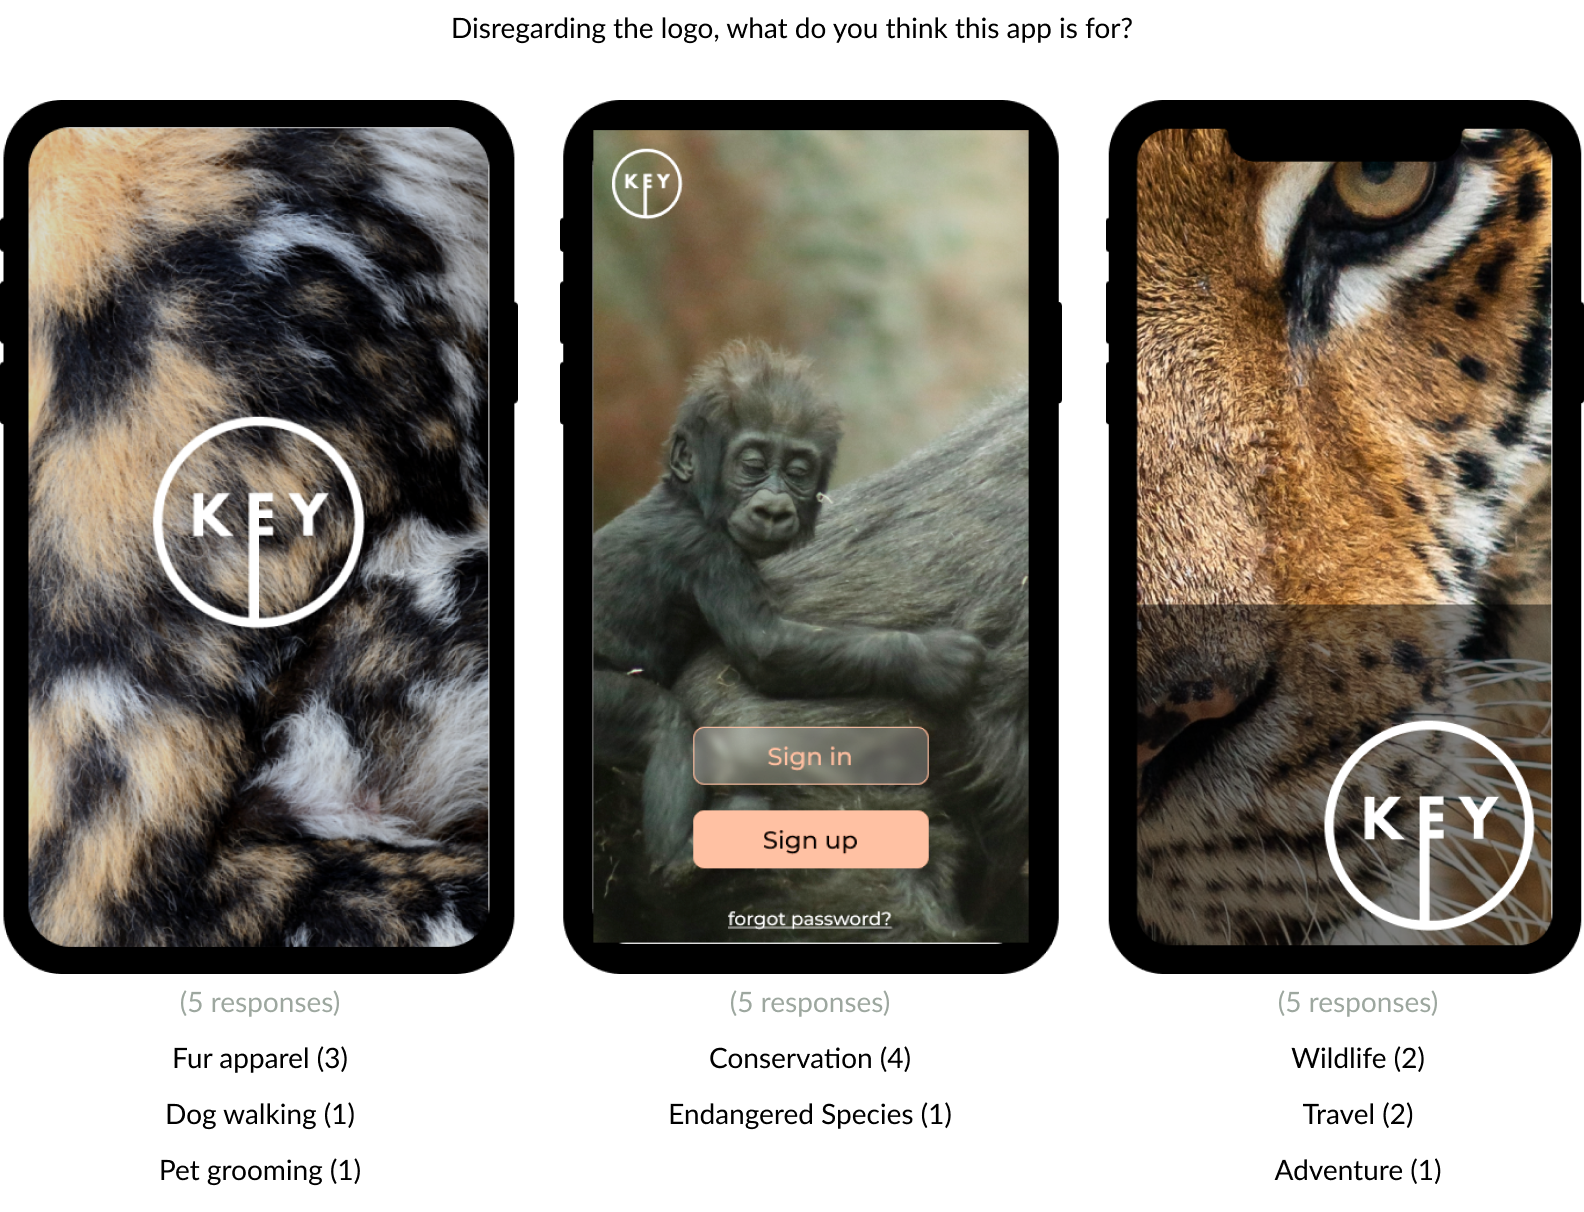 Disregarding the logo, what do you think this app is for?
KEY
(5 responses)
Fur apparel (3)
Dog walking (1)
Pet grooming (1)
KEY
Sign in
Sign up
forgot password?
(5 responses)
Conservation (4)
Endangered Species (1)
KEY
(5 responses)
Wildlife (2)
Travel (2)
Adventure (1)